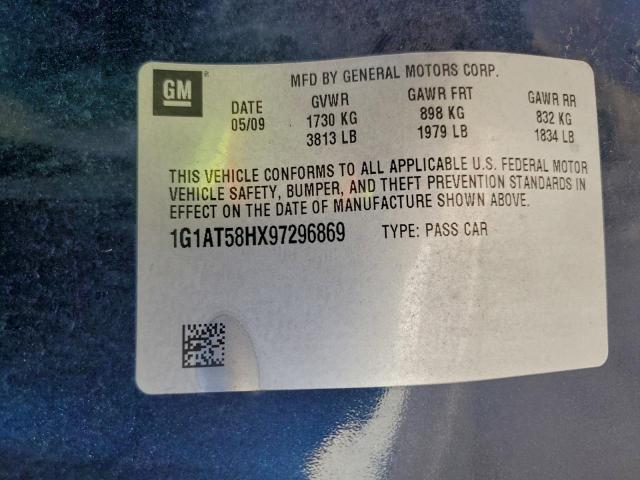 GM ® MFD BY GENERAL MOTORS CORP.
DATE GVWR GAWR FRT GAWR RR
05/09 1730 KG 898 KG 832 KG
3813 LB 1979 LB 1834 LB
THIS VEHICLE CONFORMS TO ALL APPLICABLE U.S. FEDERAL MOTOR
VEHICLE SAFETY, BUMPER, AND THEFT PREVENTION STANDARDS IN
EFFECT ON THE DATE OF MANUFACTURE SHOWN ABOVE.
1G1AT58HX97296869 TYPE: PASS CAR